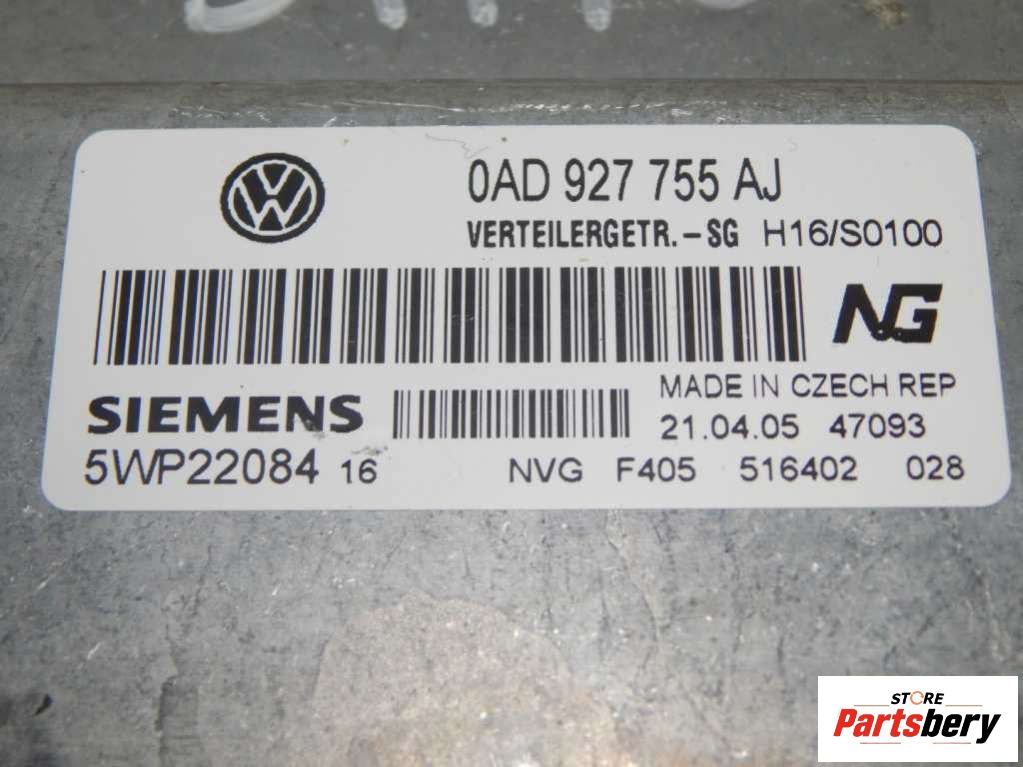 0AD 927 755 AJ
VERTEILERGETR.-SG H16/S0100
NG
SIEMENS
MADE IN CZECH REP
21.04.05 47093
5WP22084 16
NVG F405 516402 028
STORE
Partsbery